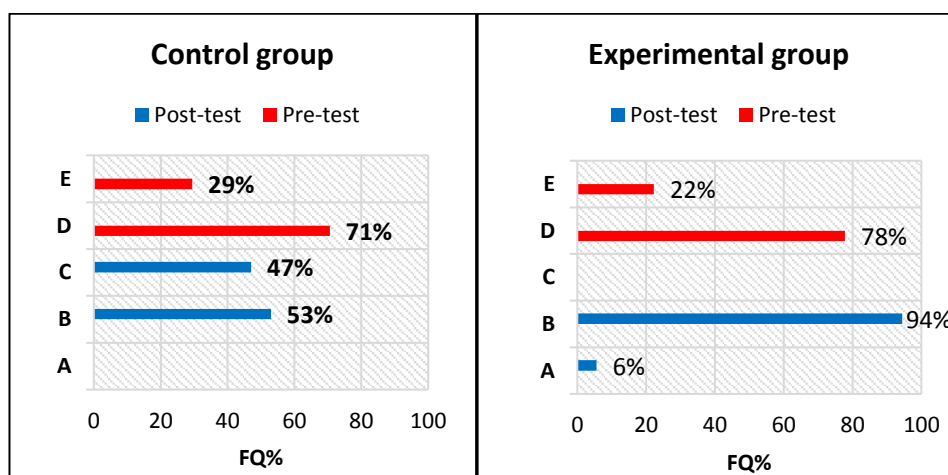 Control group
Post-test Pre-test
E 29%
D 71%
C 47%
B 53%
A
0 20 40 60 80 100
FQ%
Experimental group
Post-test Pre-test
E 22%
D 78%
C
B 94%
A 6%
0 20 40 60 80 100
FQ%